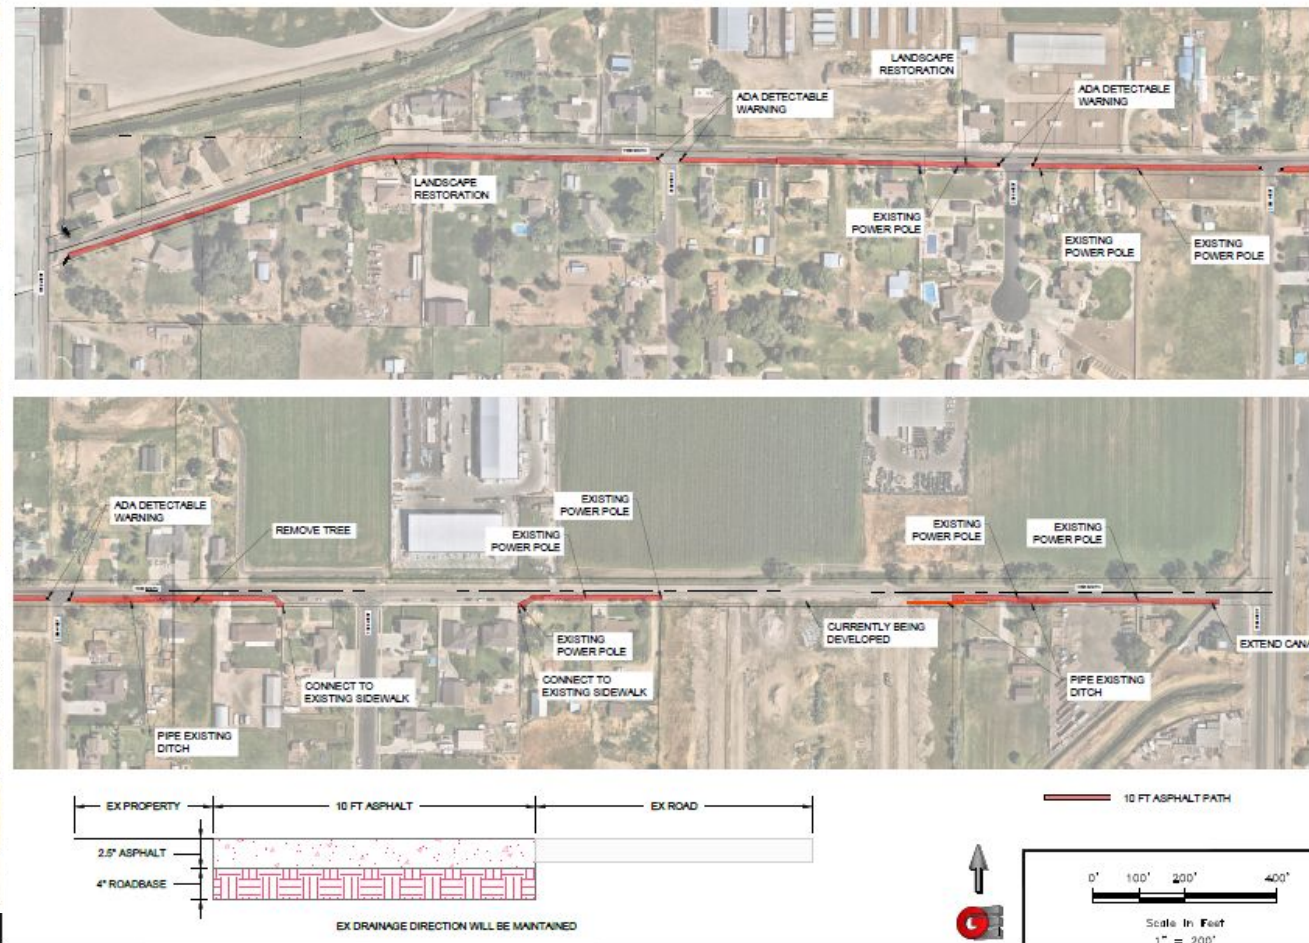 LANDSCAPE
RESTORATION
ADA DETECTABLE
WARNING
ADA DETECTABLE
WARNING
LANDSCAPE
RESTORATION
EXISTING
POWER POLE
EXISTING
POWER POLE
EXISTING
POWER POLE
ADA DETECTABLE
WARNING
REMOVE TREE
EXISTING
POWER POLE
EXISTING
POWER POLE
EXISTING
POWER POLE
EXISTING
POWER POLE
EXISTING
POWER POLE
CONNECT TO
EXISTING SIDEWALK
CONNECT TO
EXISTING SIDEWALK
CURRENTLY BEING
DEVELOPED
EXTEND CANA
PIPE EXISTING
DITCH
PIPE EXISTING
DITCH
EX PROPERTY
10 FT ASPHALT
EX ROAD
2.5" ASPHALT
4" ROADBASE
EX DRAINAGE DIRECTION WILL BE MAINTAINED
10 FT ASPHALT PATH
0' 100' 200' 400'
Scale In Feet
1" = 200'